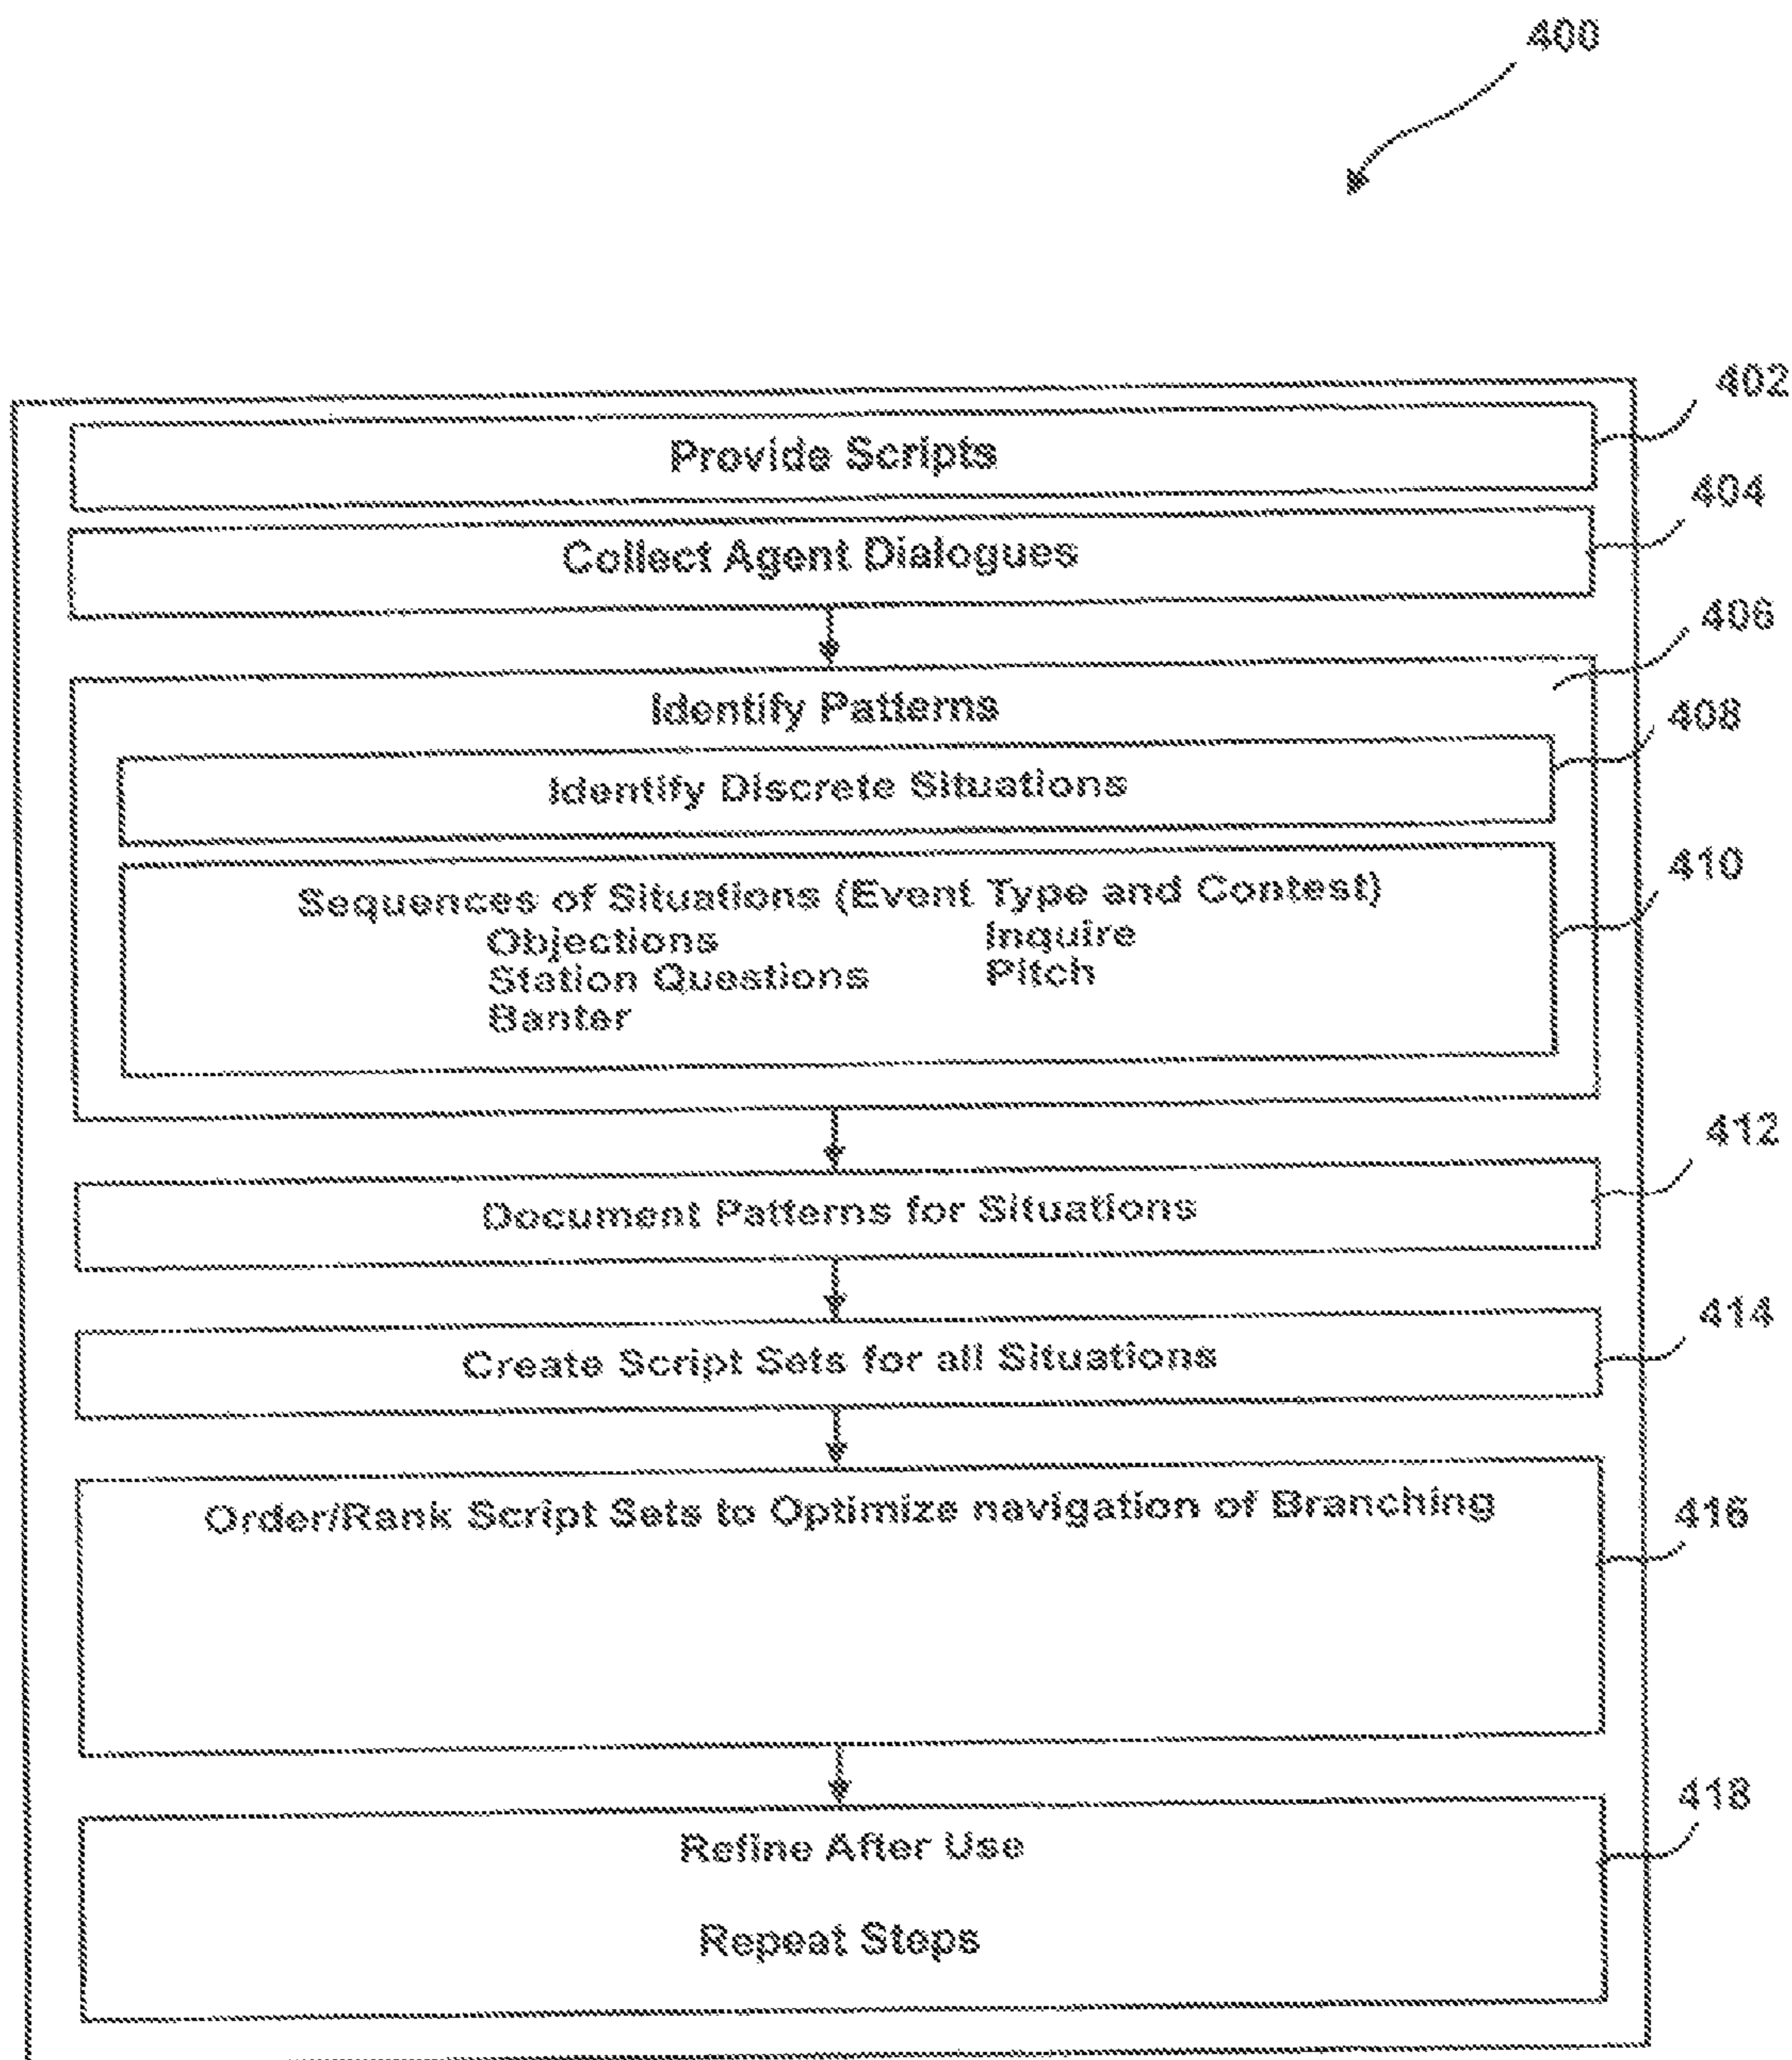 400
402
Provide Scripts
404
Collect Agent Dialogues
406
Identify Patterns
408
Identify Discrete Situations
410
Sequences of Situations (Event Type and Contest)
Objections Inquire
Station Questions Pitch
Banter
412
Document Patterns for Situations
414
Create Script Sets for all Situations
416
Order/Rank Script Sets to Optimize navigation of Branching
418
Refine After Use
Repeat Steps